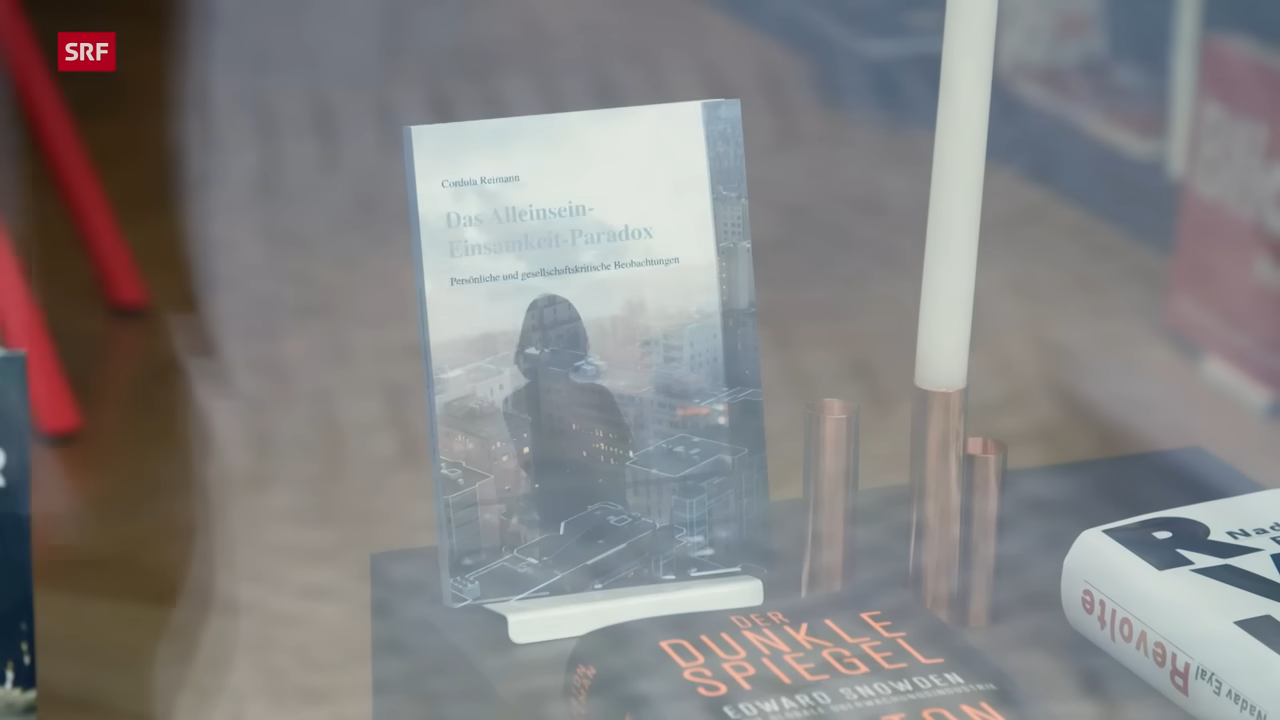 SRF
Cordula Reimann
Das Alleinsein-
Einsamkeit-Paradox
Persönliche und gesellschaftskritische Beobachtungen
DER
DUNKLE
SPIEGEL
EDWARD SNOWDEN
Revolte
Nadav Eyal